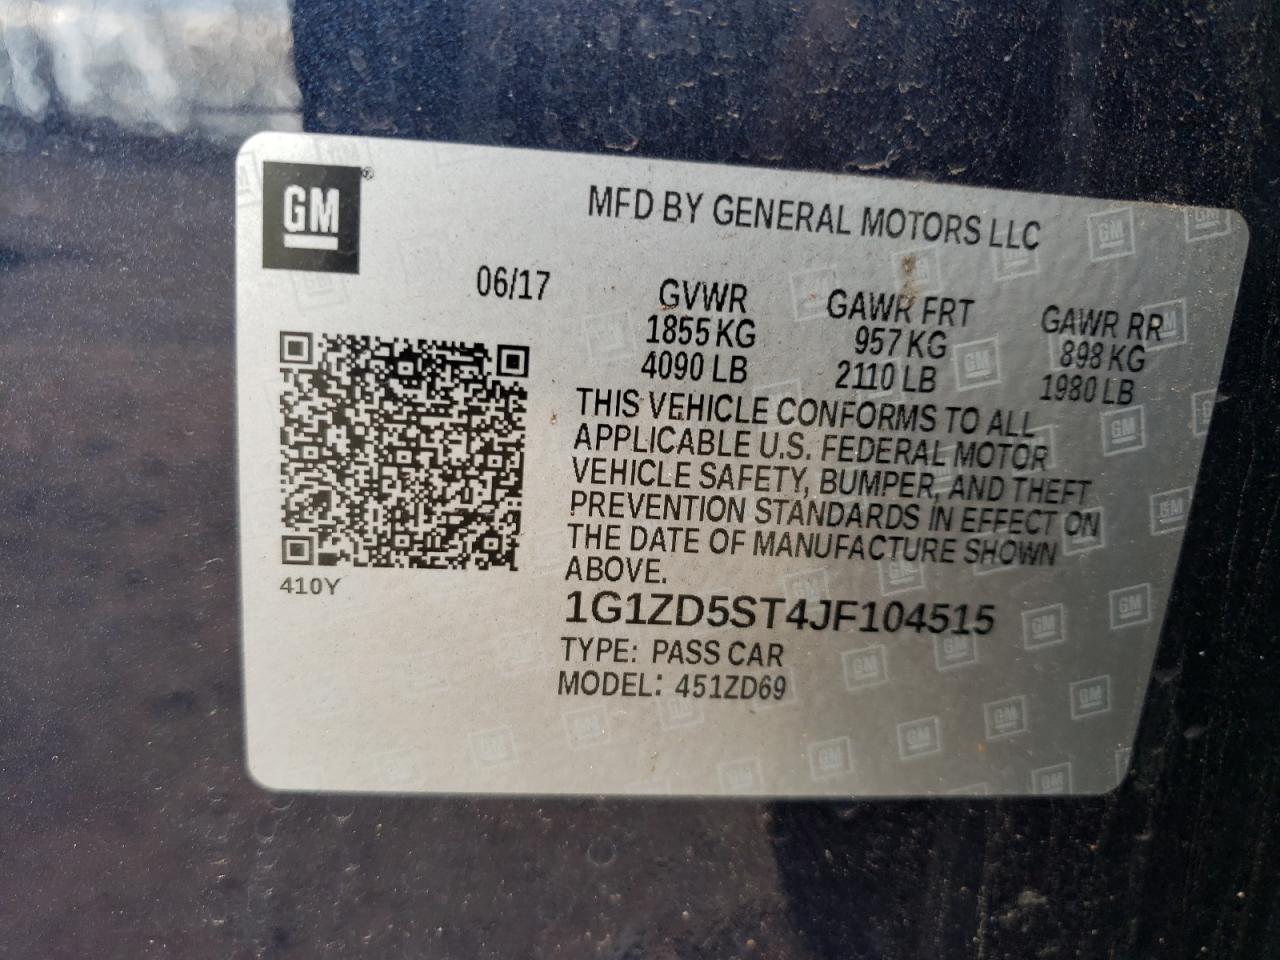 GM®
MFD BY GENERAL MOTORS LLC
06/17
GVWR
1855 KG
4090 LB
GAWR FRT
957 KG
2110 LB
GAWR RR
898 KG
1980 LB
THIS VEHICLE CONFORMS TO ALL
APPLICABLE U.S. FEDERAL MOTOR
VEHICLE SAFETY, BUMPER, AND THEFT
PREVENTION STANDARDS IN EFFECT ON
THE DATE OF MANUFACTURE SHOWN
ABOVE.
410Y
1G1ZD5ST4JF104515
TYPE: PASS CAR
MODEL: 451ZD69